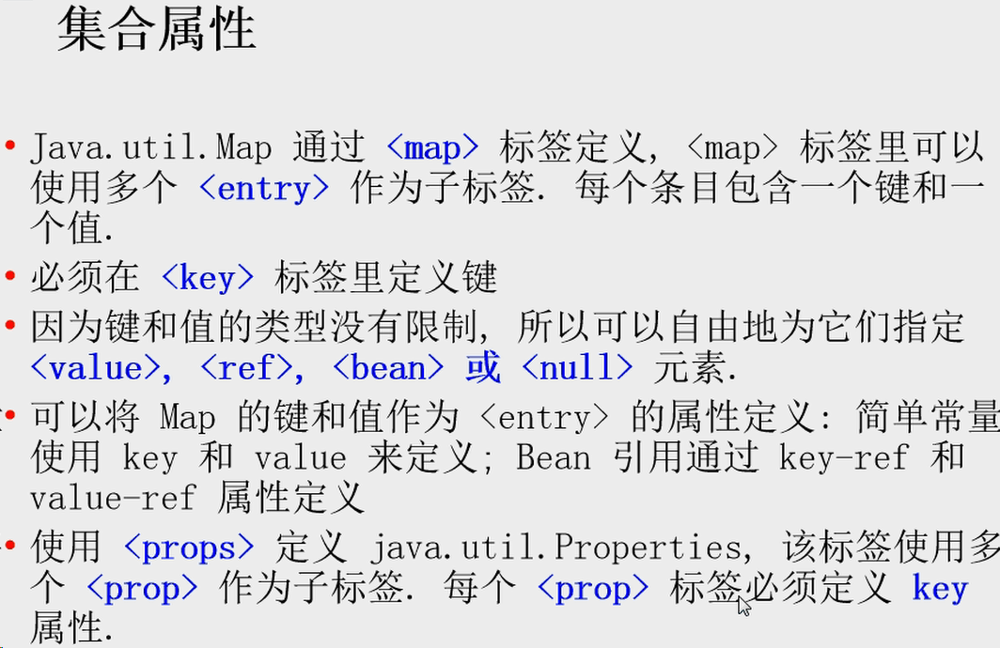 集合属性
• Java.util.Map 通过 <map> 标签定义, <map> 标签里可以
使用多个 <entry> 作为子标签. 每个条目包含一个键和一
个值.
• 必须在 <key> 标签里定义键
• 因为键和值的类型没有限制, 所以可以自由地为它们指定
<value>, <ref>, <bean> 或 <null> 元素.
• 可以将 Map 的键和值作为 <entry> 的属性定义: 简单常量
使用 key 和 value 来定义; Bean 引用通过 key-ref 和
value-ref 属性定义
• 使用 <props> 定义 java.util.Properties, 该标签使用多
个 <prop> 作为子标签. 每个 <prop> 标签必须定义 key
属性.